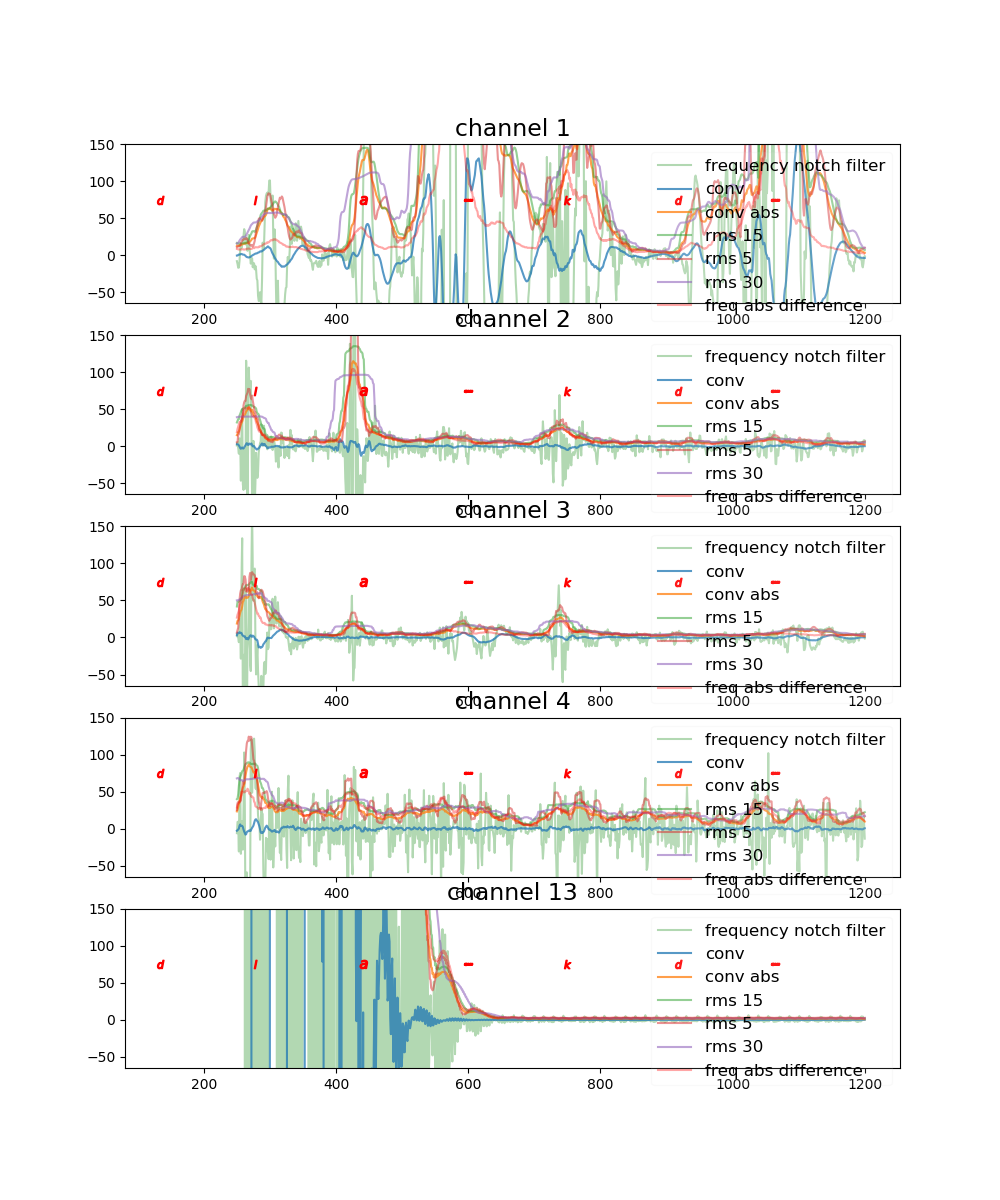 channel 1
150
100
50
0
−50
d l a – k d –
frequency notch filter
conv
conv abs
rms 15
rms 5
rms 30
freq abs difference
200 400 600 800 1000 1200
channel 2
150
100
50
0
−50
d l a – k d –
frequency notch filter
conv
conv abs
rms 15
rms 5
rms 30
freq abs difference
200 400 600 800 1000 1200
channel 3
150
100
50
0
−50
d l a – k d –
frequency notch filter
conv
conv abs
rms 15
rms 5
rms 30
freq abs difference
200 400 600 800 1000 1200
channel 4
150
100
50
0
−50
d l a – k d –
frequency notch filter
conv
conv abs
rms 15
rms 5
rms 30
freq abs difference
200 400 600 800 1000 1200
channel 13
150
100
50
0
−50
d l a – k d –
frequency notch filter
conv
conv abs
rms 15
rms 5
rms 30
freq abs difference
200 400 600 800 1000 1200